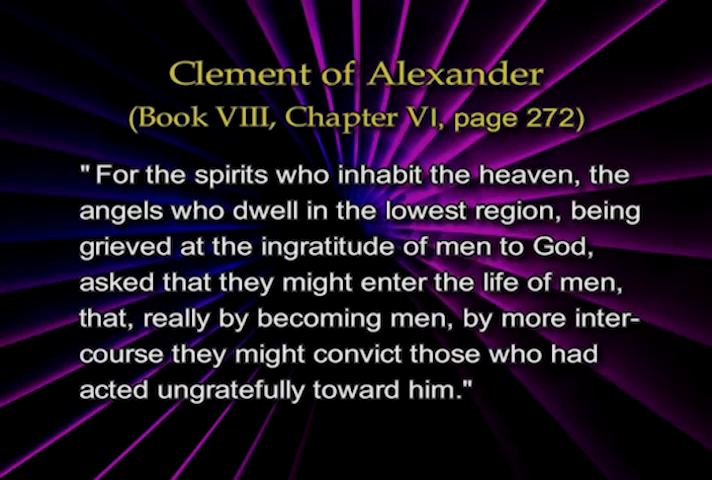 Clement of Alexander
(Book VIII, Chapter VI, page 272)
" For the spirits who inhabit the heaven, the
angels who dwell in the lowest region, being
grieved at the ingratitude of men to God,
asked that they might enter the life of men,
that, really by becoming men, by more inter-
course they might convict those who had
acted ungratefully toward him."